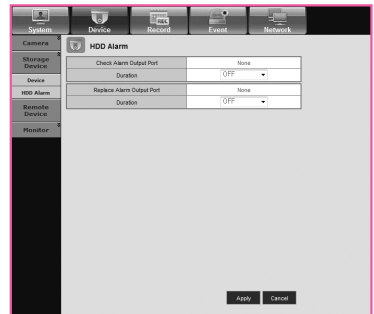 System Device Record Event Network
REC
Camera
Storage Device
Device
HDD Alarm
Remote Device
Monitor
HDD Alarm
Check Alarm Output Port None
Duration OFF
Replace Alarm Output Port None
Duration OFF
Apply Cancel